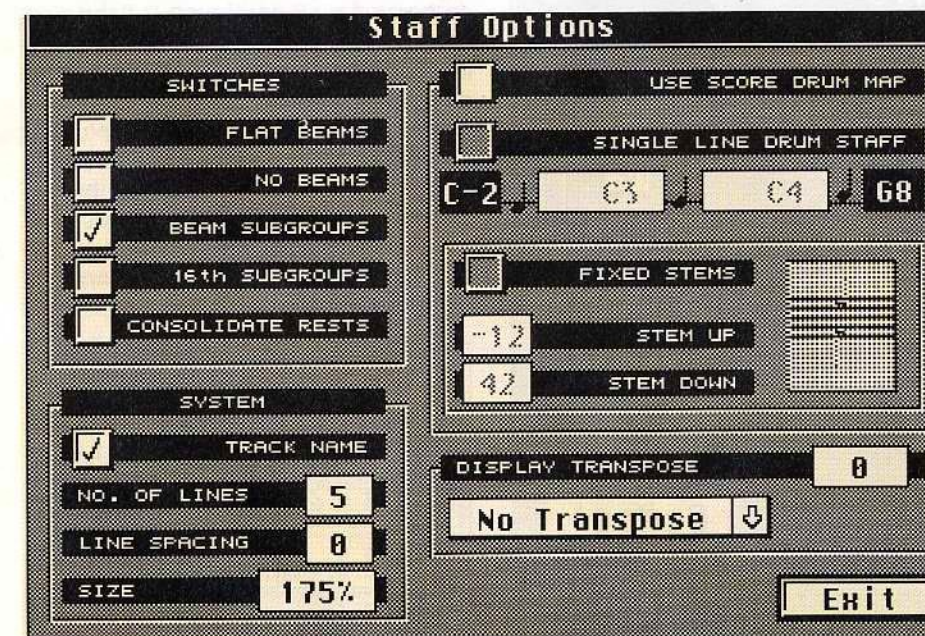 Staff Options
SWITCHES
FLAT BEAMS
NO BEAMS
BEAM SUBGROUPS
16th SUBGROUPS
CONSOLIDATE RESTS
SYSTEM
TRACK NAME
NO. OF LINES 5
LINE SPACING 0
SIZE 175%
USE SCORE DRUM MAP
SINGLE LINE DRUM STAFF
C-2 C3 C4 G8
FIXED STEMS
-12 STEM UP
42 STEM DOWN
DISPLAY TRANSPOSE 0
No Transpose
Exit